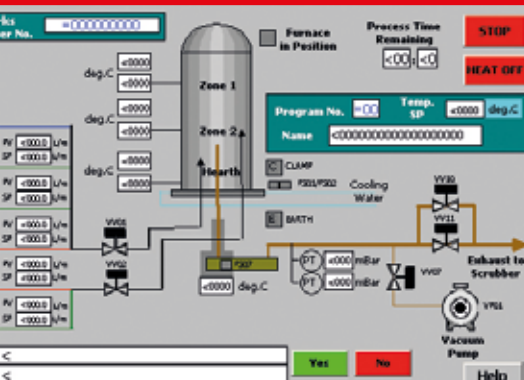 rks
er No.
=0000000000
<0000
deg.C
<0000
<0000
deg.C
<0000
<0000
deg.C
<0000
Zone 1
Zone 2
Hearth
Furnace
in Position
Process Time
Remaining
<00:<0
STOP
HEAT OFF
Program No.
=00
Temp.
SP
<0000
deg.C
Name
<0000000000000000000
C CLAMP
PS01/PS02
Cooling
Water
E EARTH
PV <000.0 L/m
SP <000.0 L/m
PV <000.0 L/m
SP <000.0 L/m
PV <000.0 L/m
SP <000.0 L/m
PV <000.0 L/m
SP <000.0 L/m
PV <000.0 L/m
SP <000.0 L/m
VV01
VV02
PS07
<0000 deg.C
PT <000 mBar
PT <000 mBar
VV10
VV11
VV07
Exhaust to
Scrubber
VP01
Vacuum
Pump
<
<
Yes
No
Help